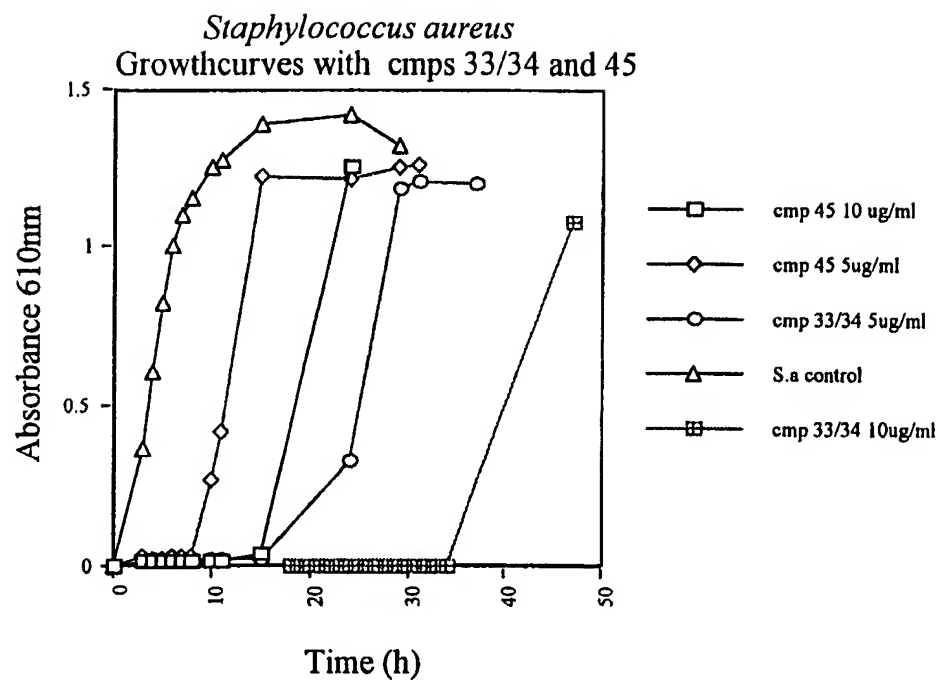 Staphylococcus aureus
Growthcurves with cmps 33/34 and 45
1.5
1
0.5
0
Absorbance 610nm
0
10
20
30
40
50
Time (h)
cmp 45 10 ug/ml
cmp 45 5ug/ml
cmp 33/34 5ug/ml
S.a control
cmp 33/34 10ug/ml